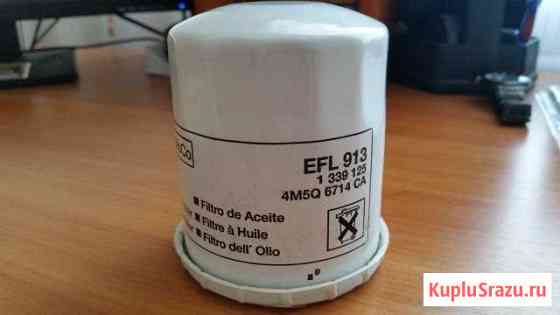 EFL 913
1 339 125
4M5Q 6714 CA
Filtro de Aceite
Filtre à Huile
Filtro dell' Olio
KupluSrazu.ru